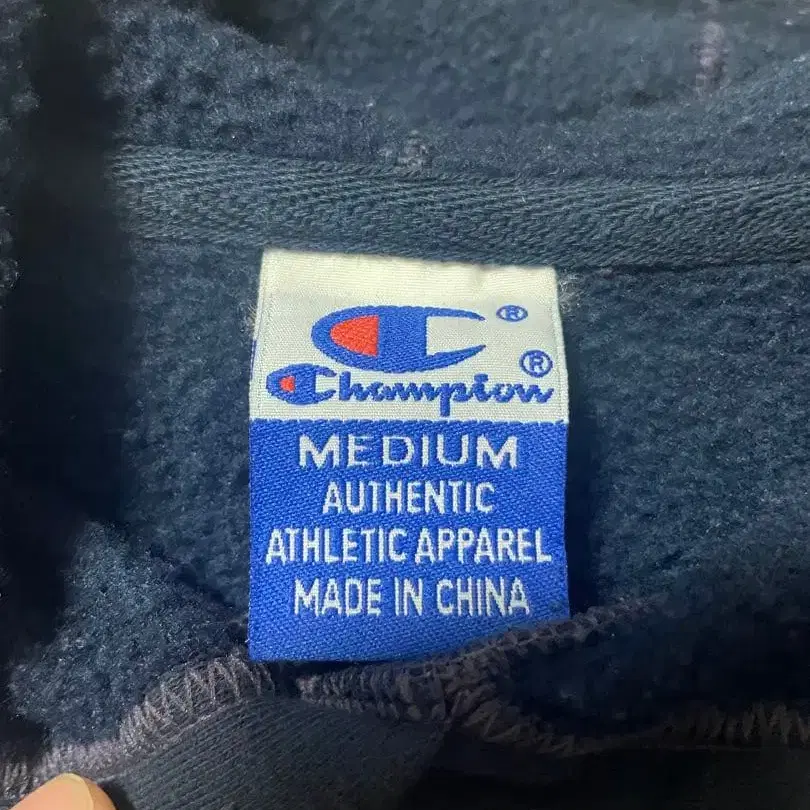 ®
Champion ®
MEDIUM
AUTHENTIC
ATHLETIC APPAREL
MADE IN CHINA